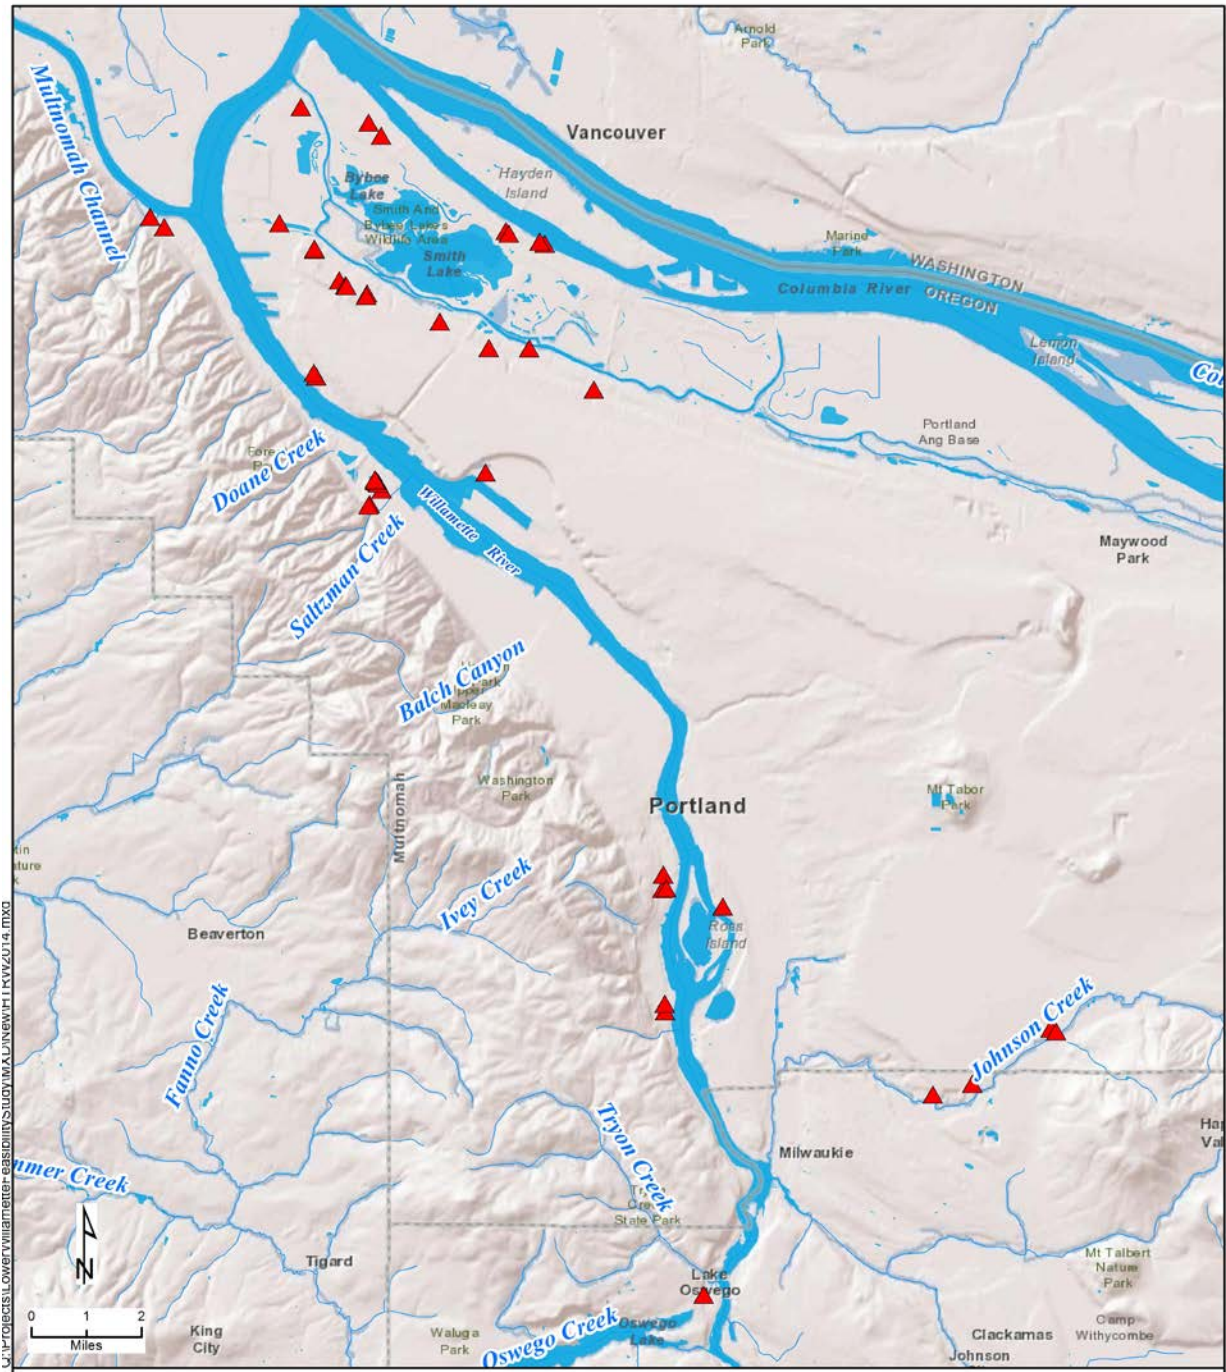 Arnold
Park
Multnomah Channel
Vancouver
Hayden
Island
Bybee
Lake
Smith And
Bybee Lakes
Wildlife Area
Smith
Lake
Marine
Park
WASHINGTON
OREGON
Columbia River
Lemon
Island
Col
Portland
Ang Base
Doane Creek
Willamette River
Saltzman Creek
Maywood
Park
Balch Canyon
Macleay
Park
Washington
Park
Multnomah
Portland
Mt Tabor
Park
Ivey Creek
Beaverton
Ross
Island
Fanno Creek
Johnson Creek
Tryon Creek
State Park
Milwaukie
mmer Creek
N
Tigard
Lake
Oswego
Mt Talbert
Nature
Park
0 1 2
Miles
King
City
Waluga
Park
Oswego Creek
Oswego
Lake
Clackamas
Camp
Withycombe
Johnson